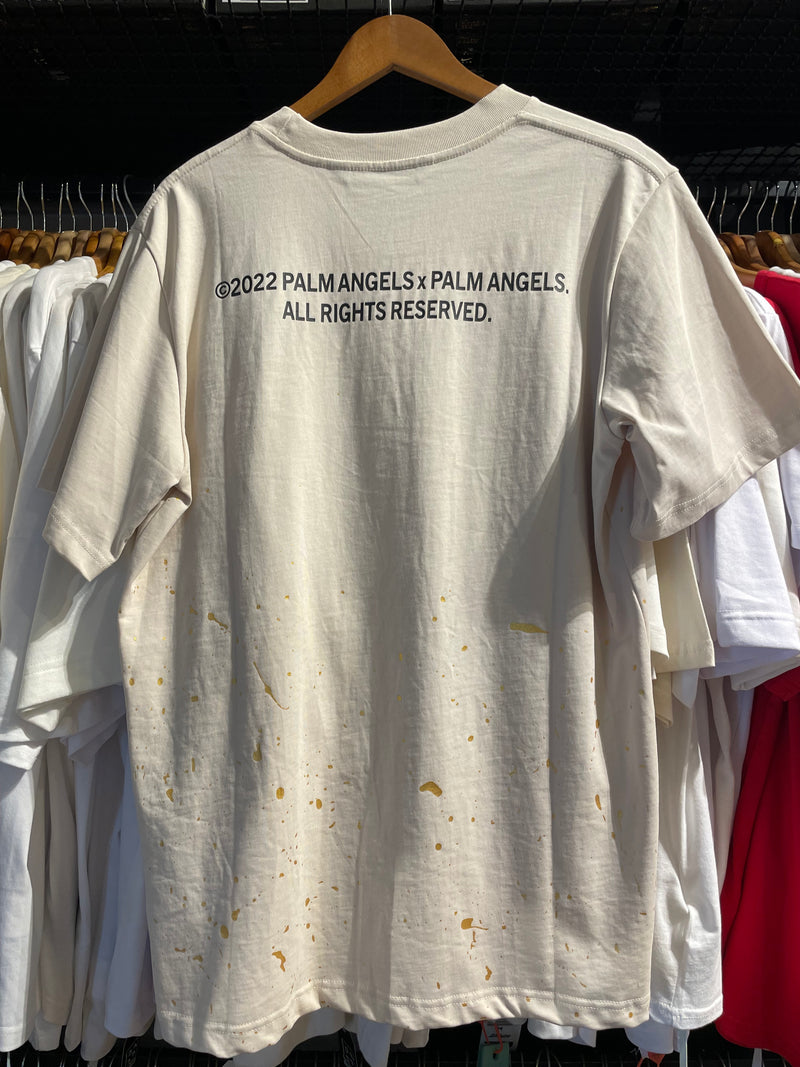 ©2022 PALM ANGELS x PALM ANGELS.
ALL RIGHTS RESERVED.